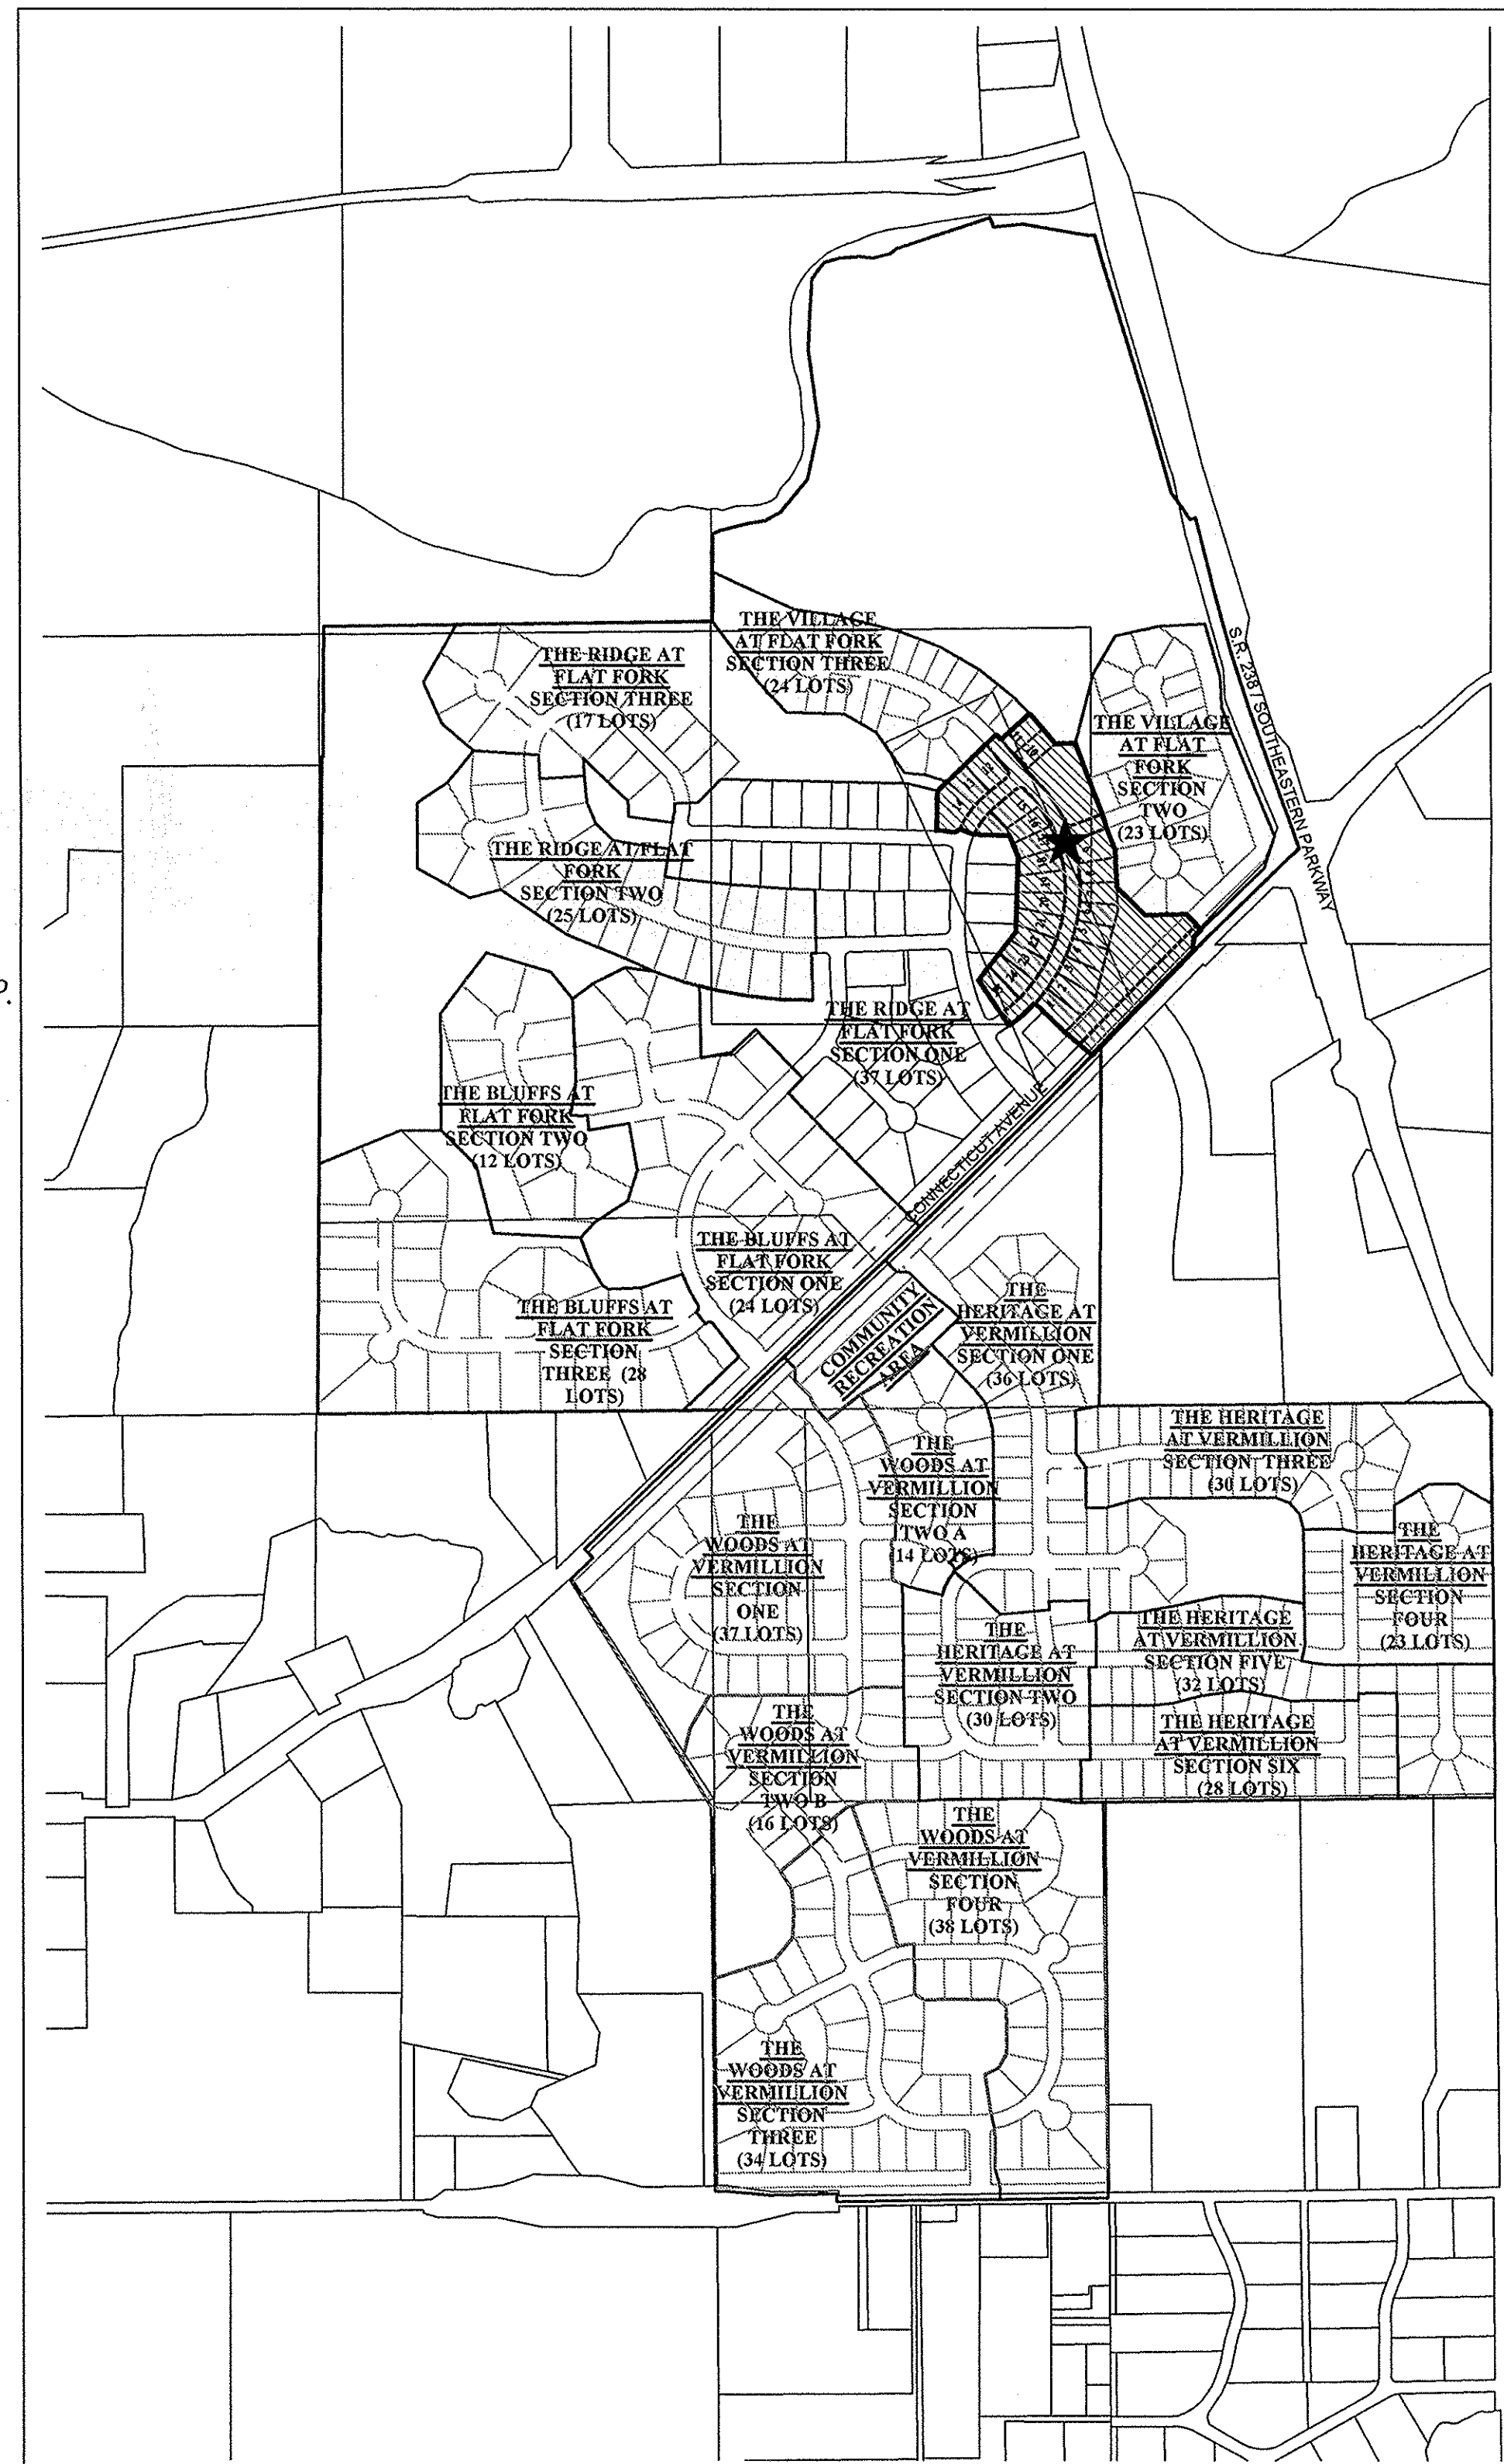 THE VILLAGE
AT FLAT FORK
SECTION THREE
(24 LOTS)
THE RIDGE AT
FLAT FORK
SECTION THREE
(17 LOTS)
S.R. 238 / SOUTHEASTERN PARKWAY
THE VILLAGE
AT FLAT
FORK
SECTION
TWO
(23 LOTS)
THE RIDGE AT FLAT
FORK
SECTION TWO
(25 LOTS)
THE RIDGE AT
FLAT FORK
SECTION ONE
(37 LOTS)
CONNECTICUT AVENUE
THE BLUFFS AT
FLAT FORK
SECTION TWO
(12 LOTS)
THE BLUFFS AT
FLAT FORK
SECTION ONE
(24 LOTS)
THE BLUFFS AT
FLAT FORK
SECTION
THREE (28
LOTS)
COMMUNITY
RECREATION
AREA
THE
HERITAGE AT
VERMILLION
SECTION ONE
(36 LOTS)
THE HERITAGE
AT VERMILLION
SECTION THREE
(30 LOTS)
THE
WOODS AT
VERMILLION
SECTION
TWO A
(14 LOTS)
THE
WOODS AT
VERMILLION
SECTION
ONE
(37 LOTS)
THE
HERITAGE AT
VERMILLION
SECTION
FOUR
(23 LOTS)
THE HERITAGE
AT VERMILLION
SECTION FIVE
(32 LOTS)
THE
HERITAGE AT
VERMILLION
SECTION TWO
(30 LOTS)
THE
WOODS AT
VERMILLION
SECTION
TWO B
(16 LOTS)
THE HERITAGE
AT VERMILLION
SECTION SIX
(28 LOTS)
THE
WOODS AT
VERMILLION
SECTION
FOUR
(38 LOTS)
THE
WOODS AT
VERMILLION
SECTION
THREE
(34 LOTS)